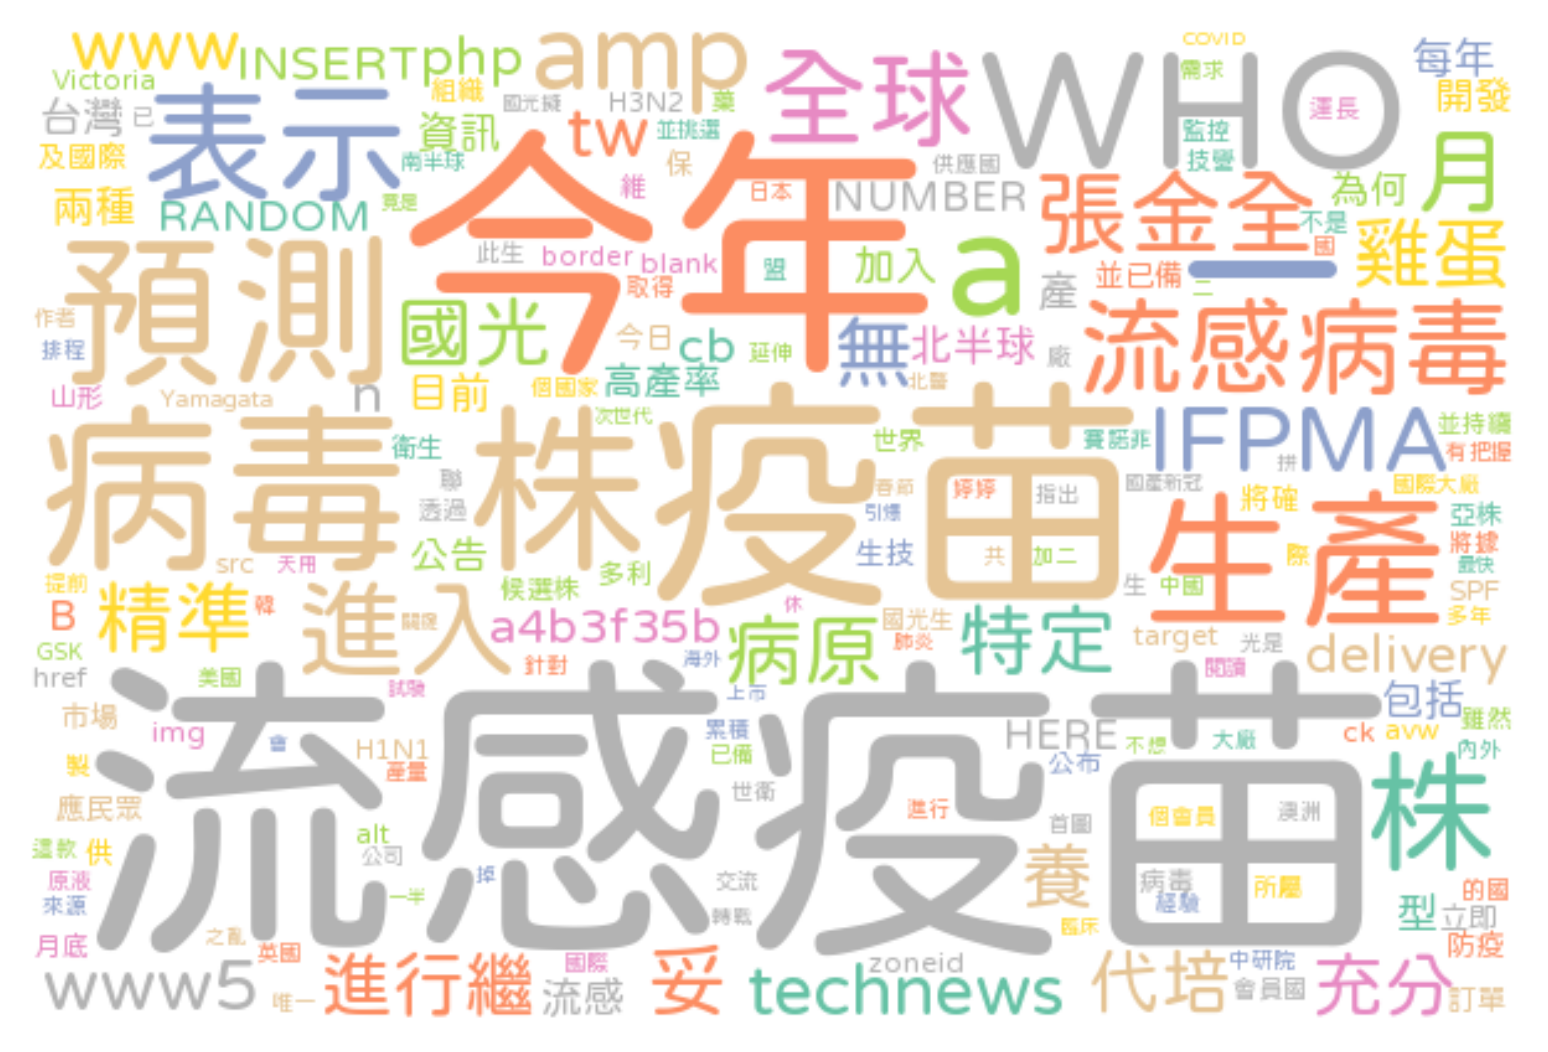 www
INSERT
php
amp
全球
WHO
COVID
每年
Victoria
組織
國光擬
H3N2
藥
需求
開發
台灣
已
表示
資訊
tw
並挑選
運長
監控
及國際
南半球
今年
保
供應國
技豐
月
兩種
RANDOM
竟是
維
日本
NUMBER
張金全
為何
不是
國
雞蛋
預測
此生
border
blank
盟
加入
a
產
並已備
一
二
取得
作者
排程
國光
今日
cb
延伸
無
北半球
廠
流感病毒
山形
Yamagata
n
目前
個國家
高產率
北醫
病毒
株
次世代
疫苗
世界
賽諾菲
IFPMA
並持續
有把握
衛生
聯
透過
春節
婷婷
指出
拼
國產新冠
將確
國際大廠
引爆
生產
亞株
將據
公告
生技
共
加二
際
最快
src
天用
提前
候選株
多利
生
中國
SPF
B
精準
韓
進入
關鍵
a4b3f35b
休
病原
國光生
肺炎
特定
target
光是
多年
delivery
GSK
href
美國
針對
海外
閱讀
市場
試驗
上市
包括
雖然
img
會
H1N1
流感疫苗
累積
HERE
不想
大廠
ck
avw
內外
製
產量
已備
公布
應民眾
世衛
進行
首圖
個會員
澳洲
株
這款
供
alt
公司
養
原液
掉
交流
病毒
所屬
的國
來源
一半
轉戰
經驗
型
立即
月底
之亂
英國
臨床
防疫
www5
唯一
進行繼
國際
流感
妥
technews
zoneid
代培
中研院
會員國
充分
訂單